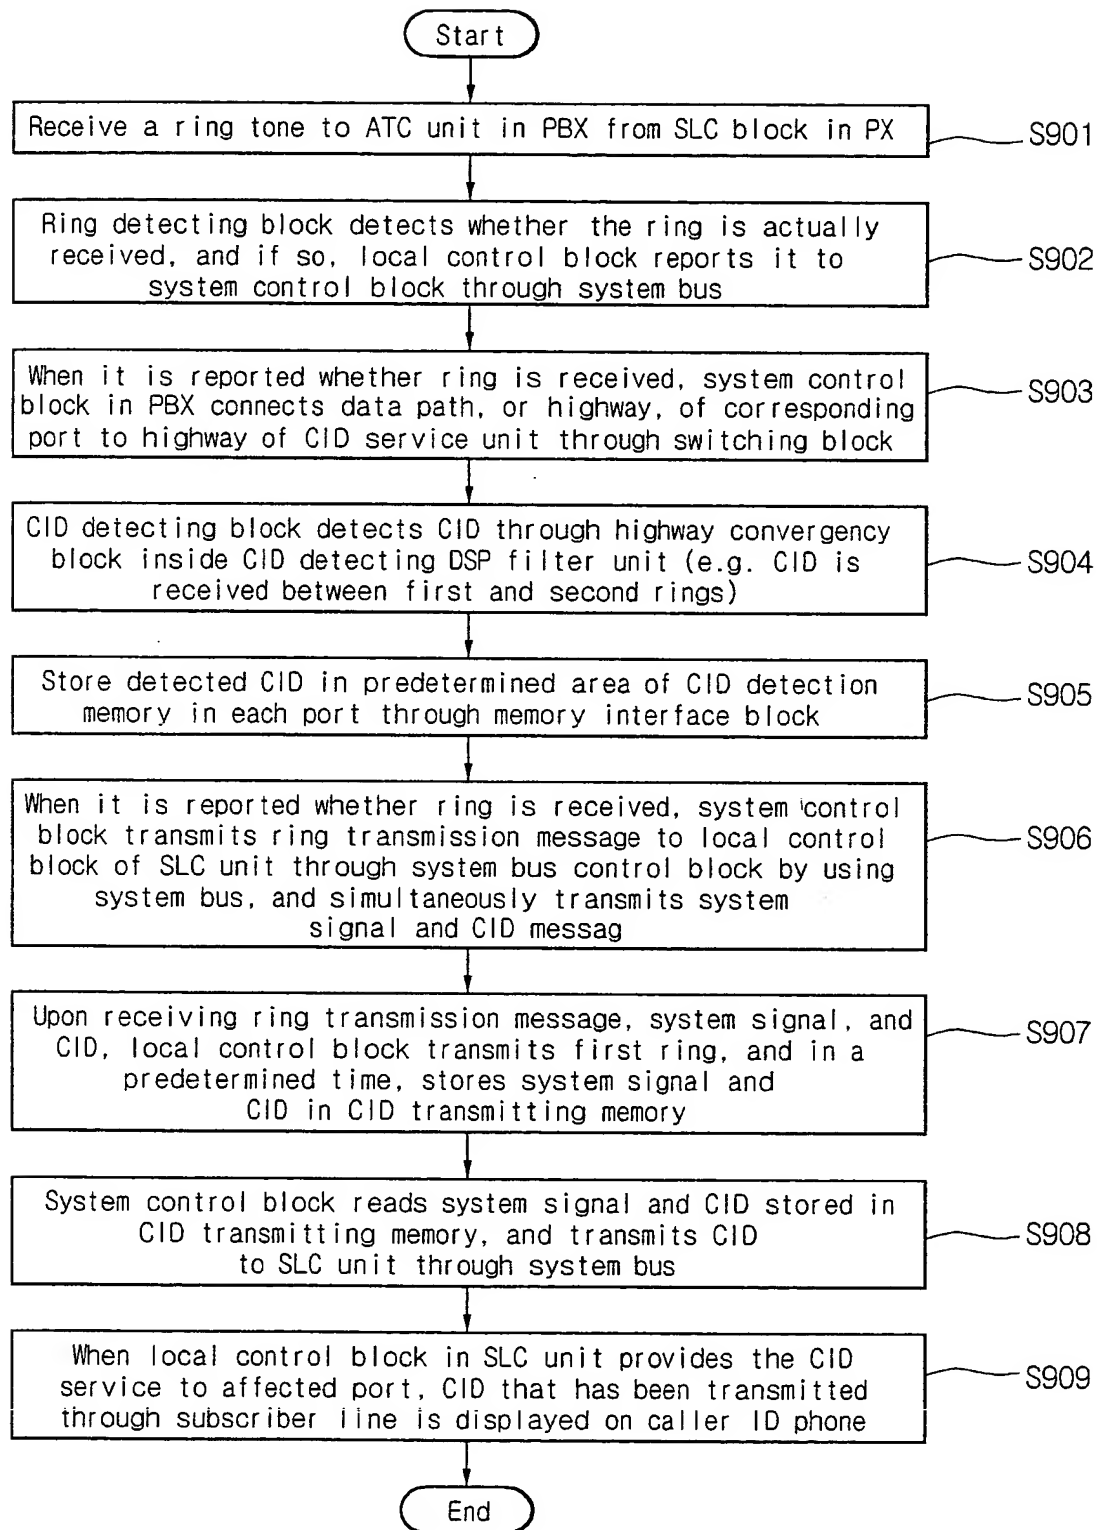 Start
Receive a ring tone to ATC unit in PBX from SLC block in PX
S901
Ring detecting block detects whether the ring is actually
received, and if so, local control block reports it to
system control block through system bus
S902
When it is reported whether ring is received, system control
block in PBX connects data path, or highway, of corresponding
port to highway of CID service unit through switching block
S903
CID detecting block detects CID through highway convergency
block inside CID detecting DSP filter unit (e.g. CID is
received between first and second rings)
S904
Store detected CID in predetermined area of CID detection
memory in each port through memory interface block
S905
When it is reported whether ring is received, system control
block transmits ring transmission message to local control
block of SLC unit through system bus control block by using
system bus, and simultaneously transmits system
signal and CID messag
S906
Upon receiving ring transmission message, system signal, and
CID, local control block transmits first ring, and in a
predetermined time, stores system signal and
CID in CID transmitting memory
S907
System control block reads system signal and CID stored in
CID transmitting memory, and transmits CID
to SLC unit through system bus
S908
When local control block in SLC unit provides the CID
service to affected port, CID that has been transmitted
through subscriber line is displayed on caller ID phone
S909
End